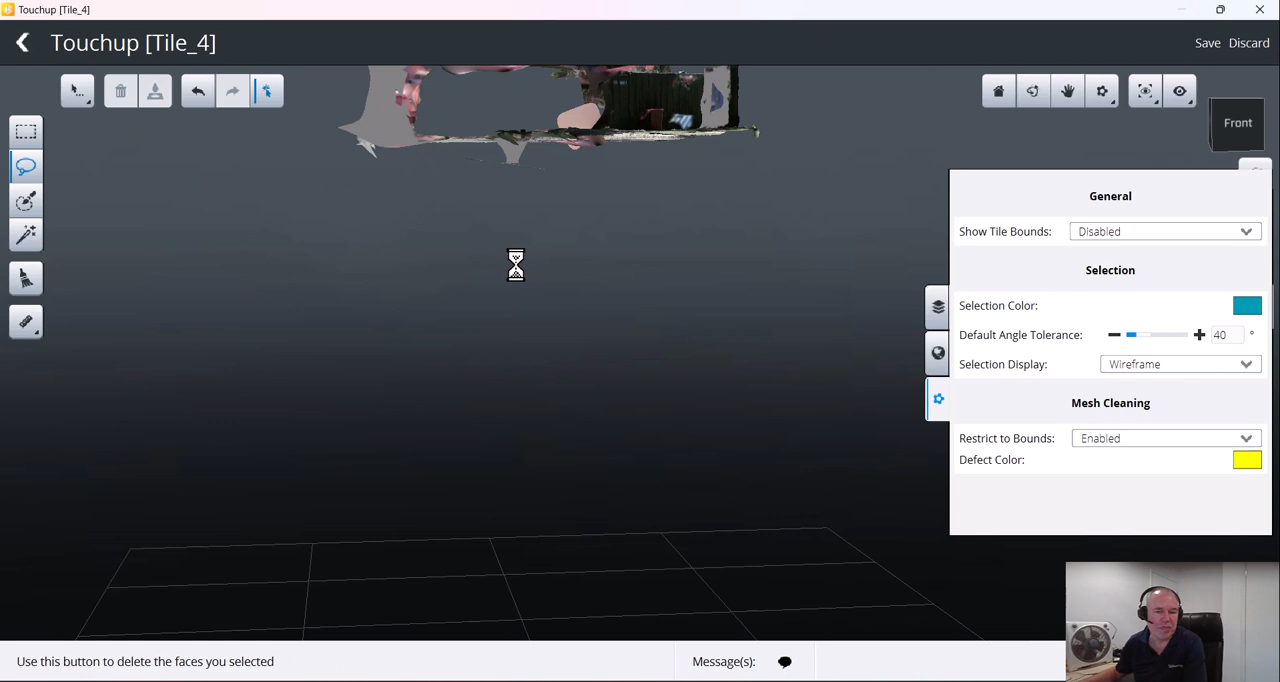 Touchup [Tile_4]
Touchup [Tile_4]
Save Discard
Front
General
Show Tile Bounds: Disabled
Selection
Selection Color:
Default Angle Tolerance: 40 °
Selection Display: Wireframe
Mesh Cleaning
Restrict to Bounds: Enabled
Defect Color:
Use this button to delete the faces you selected
Message(s):